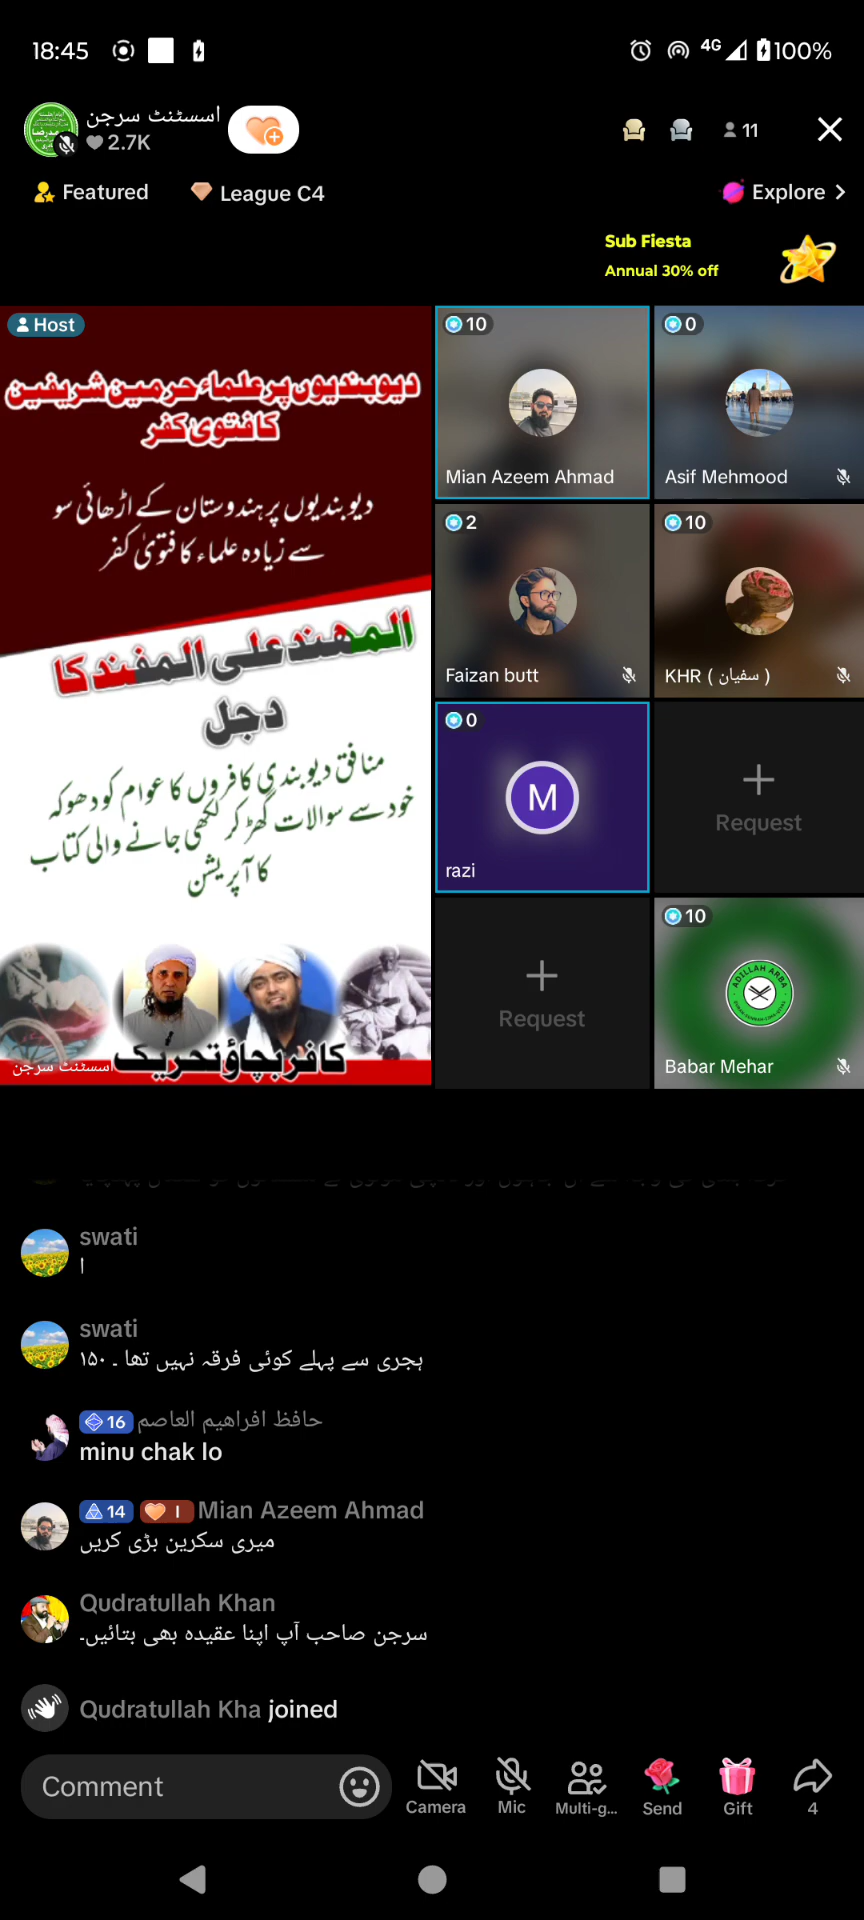 18:45
4G
100%
اسسٹنٹ سرجن
2.7K
11
Featured
League C4
Explore
Sub Fiesta
Annual 30% off
Host
دیوبندیوں پر علماء حرمین شریفین
کا فتویٰ کفر
دیوبندیوں پر ہندوستان کے اڑھائی سو
سے زیادہ علماء کا فتویٰ کفر
المهند علی المفند کا
دجل
منافق دیوبندی کافروں کا عوام کو دھوکہ
خود سے سوالات گھڑ کر لکھی جانے والی کتاب
کا آپریشن
کافر بچاؤ تحریک
اسسٹنٹ سرجن
10
Mian Azeem Ahmad
0
Asif Mehmood
2
Faizan butt
10
KHR ( سفیان )
0
M
razi
Request
Request
10
ADILLAH ARBA
Babar Mehar
swati
ا
swati
۱۵۰ ہجری سے پہلے کوئی فرقہ نہیں تھا ۔
16 حافظ افراهيم العاصم
minu chak lo
14 I Mian Azeem Ahmad
میری سکرین بڑی کریں
Qudratullah Khan
سرجن صاحب آپ اپنا عقیدہ بھی بتائیں۔
Qudratullah Kha joined
Comment
Camera
Mic
Multi-g...
Send
Gift
4